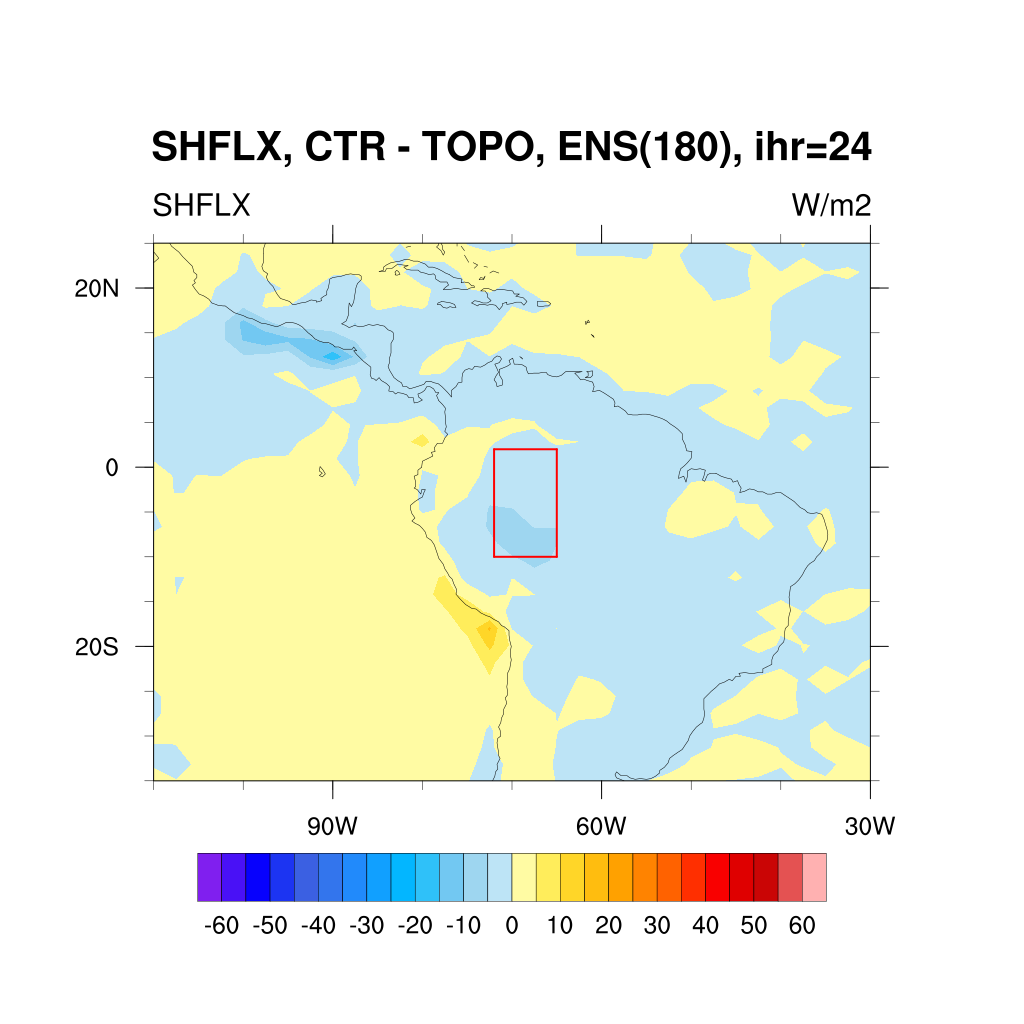 SHFLX, CTR - TOPO, ENS(180), ihr=24
SHFLX W/m2
20N
0
20S
90W 60W 30W
-60 -50 -40 -30 -20 -10 0 10 20 30 40 50 60